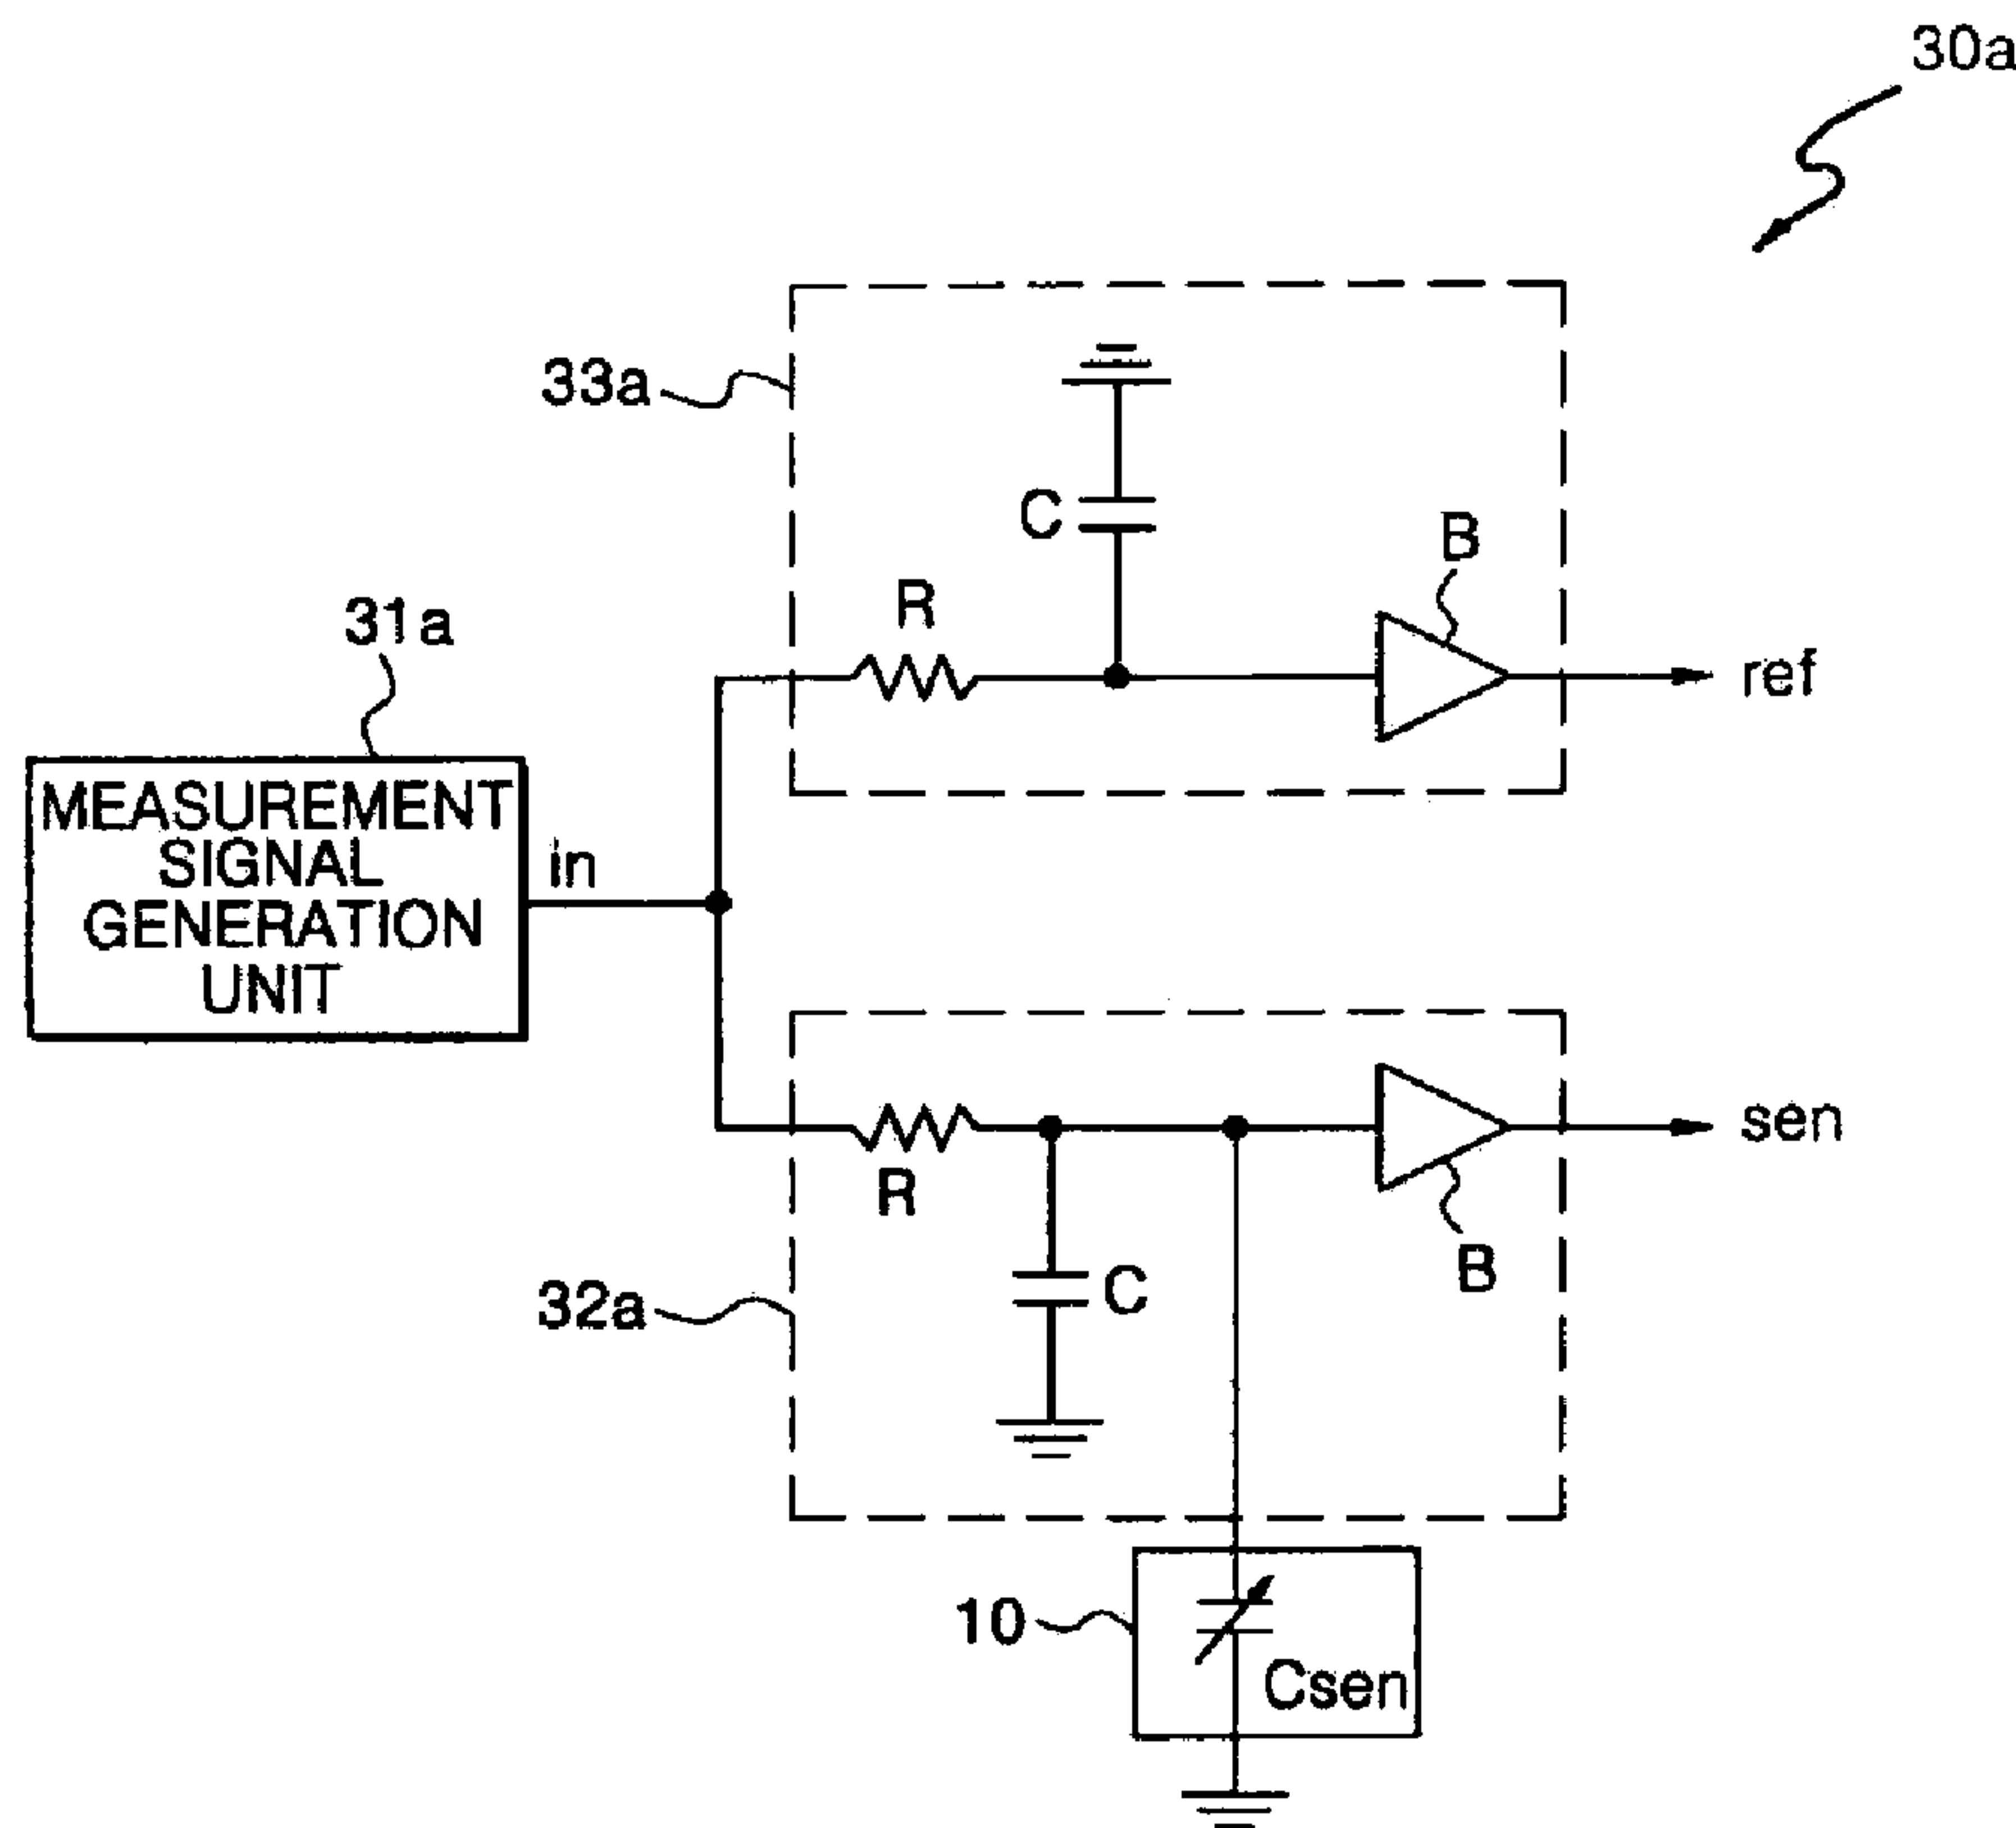 30a
33a
C
B
R
31a
ref
MEASUREMENT
SIGNAL
GENERATION
UNIT
in
sen
R
B
32a
C
10
Csen